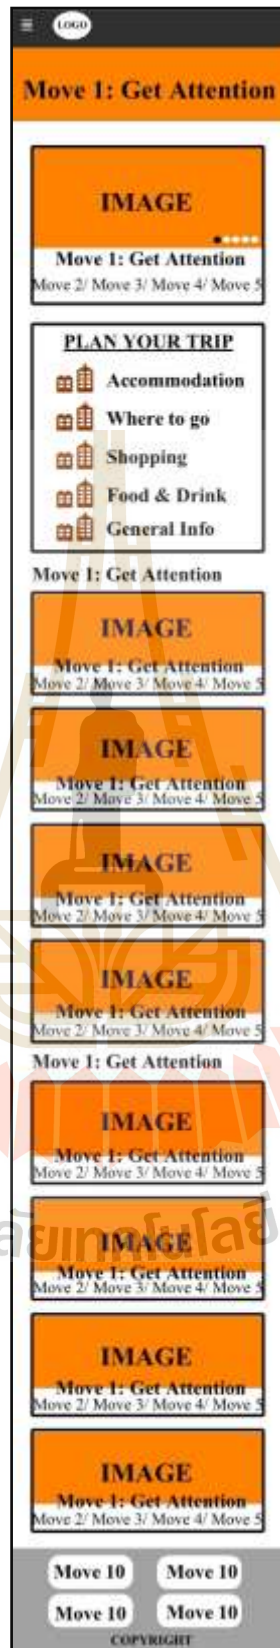 LOGO
Move 1: Get Attention
IMAGE
Move 1: Get Attention
Move 2/ Move 3/ Move 4/ Move 5
PLAN YOUR TRIP
Accommodation
Where to go
Shopping
Food & Drink
General Info
Move 1: Get Attention
IMAGE
Move 1: Get Attention
Move 2/ Move 3/ Move 4/ Move 5
IMAGE
Move 1: Get Attention
Move 2/ Move 3/ Move 4/ Move 5
IMAGE
Move 1: Get Attention
Move 2/ Move 3/ Move 4/ Move 5
IMAGE
Move 1: Get Attention
Move 2/ Move 3/ Move 4/ Move 5
Move 1: Get Attention
IMAGE
Move 1: Get Attention
Move 2/ Move 3/ Move 4/ Move 5
IMAGE
Move 1: Get Attention
Move 2/ Move 3/ Move 4/ Move 5
IMAGE
Move 1: Get Attention
Move 2/ Move 3/ Move 4/ Move 5
IMAGE
Move 1: Get Attention
Move 2/ Move 3/ Move 4/ Move 5
Move 10 Move 10
Move 10 Move 10
COPYRIGHT